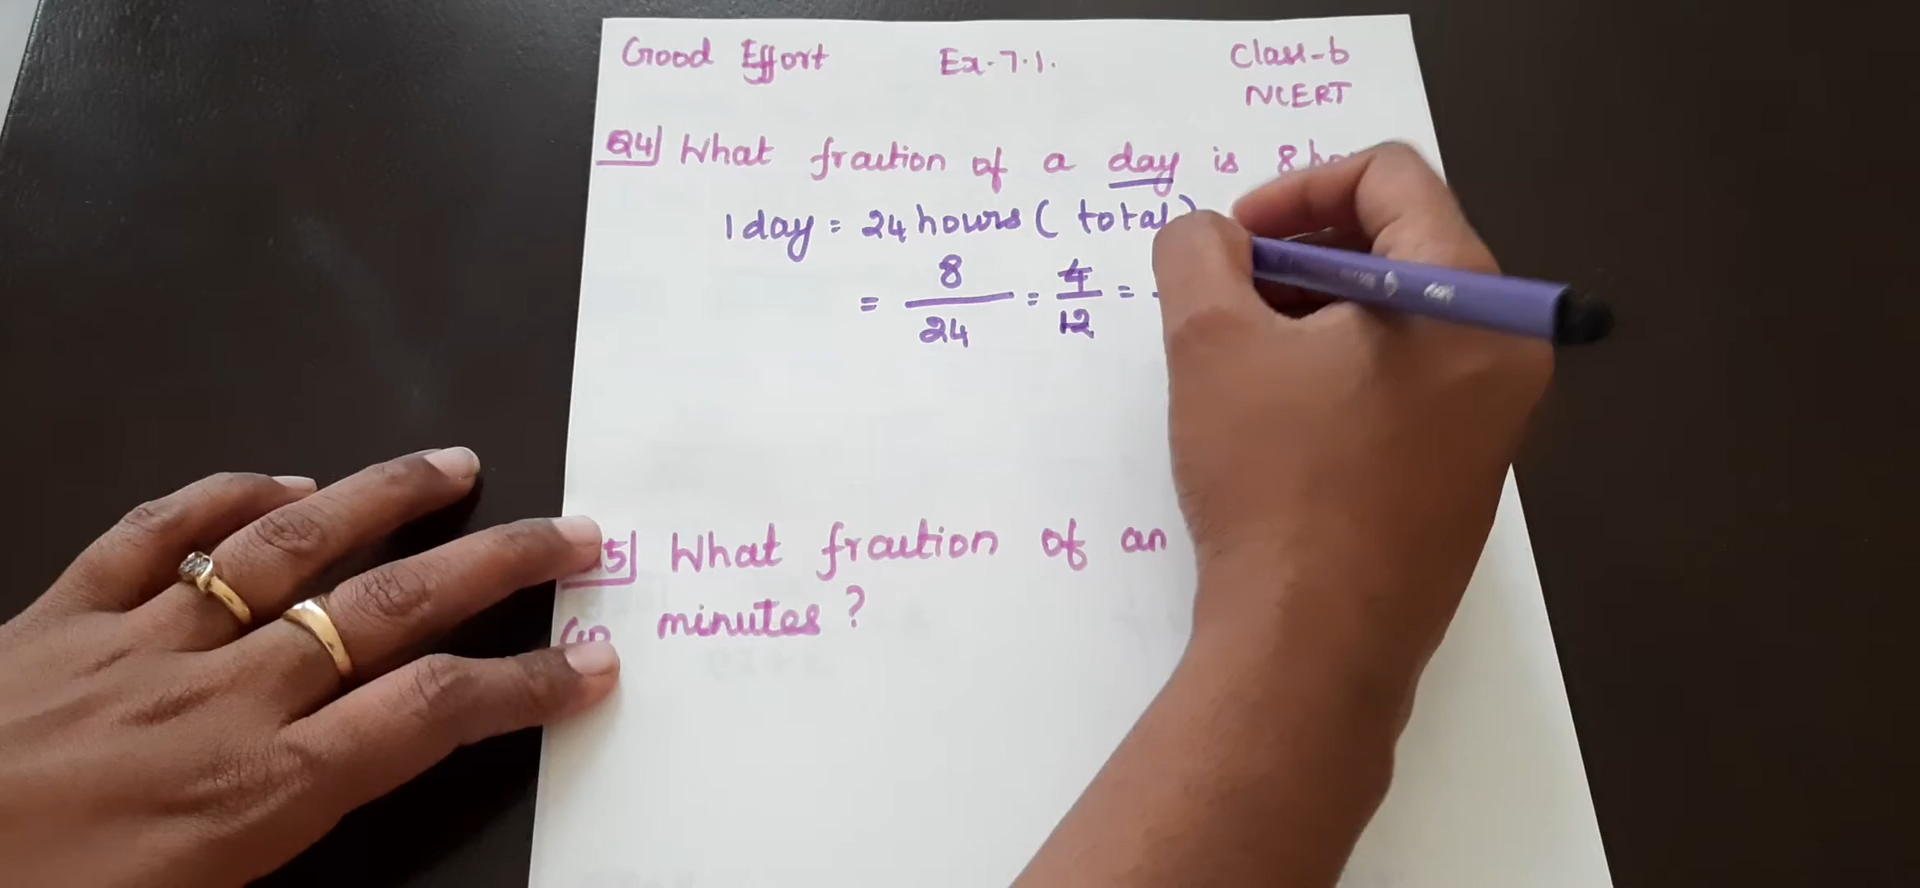 Good Effort Ex.7.1. Class-6
NCERT
Q4] What fraction of a day is 8
1 day = 24 hours ( total)
= 8/24 = 4/12 =
5] What fraction of an
minutes ?